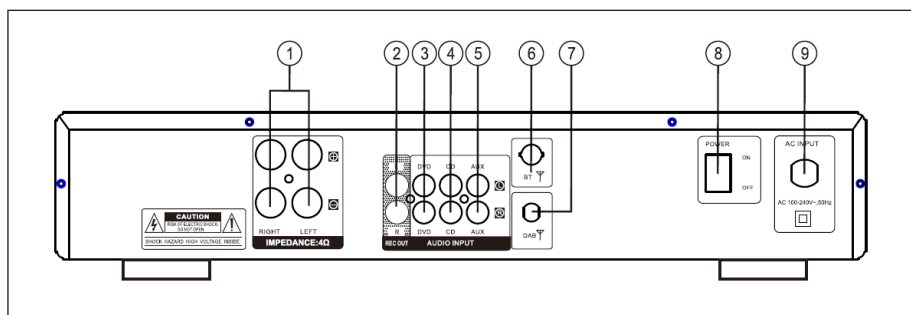 1 2 3 4 5 6 7 8 9
POWER
ON
OFF
AC INPUT
AC 100-240V~,50Hz
BT
DAB
DVD CD AUX
L
R
R DVD CD AUX
REC OUT AUDIO INPUT
RIGHT LEFT
IMPEDANCE:4Ω
CAUTION
RISK OF ELECTRIC SHOCK,
DO NOT OPEN
SHOCK HAZARD HIGH VOLTAGE INSIDE